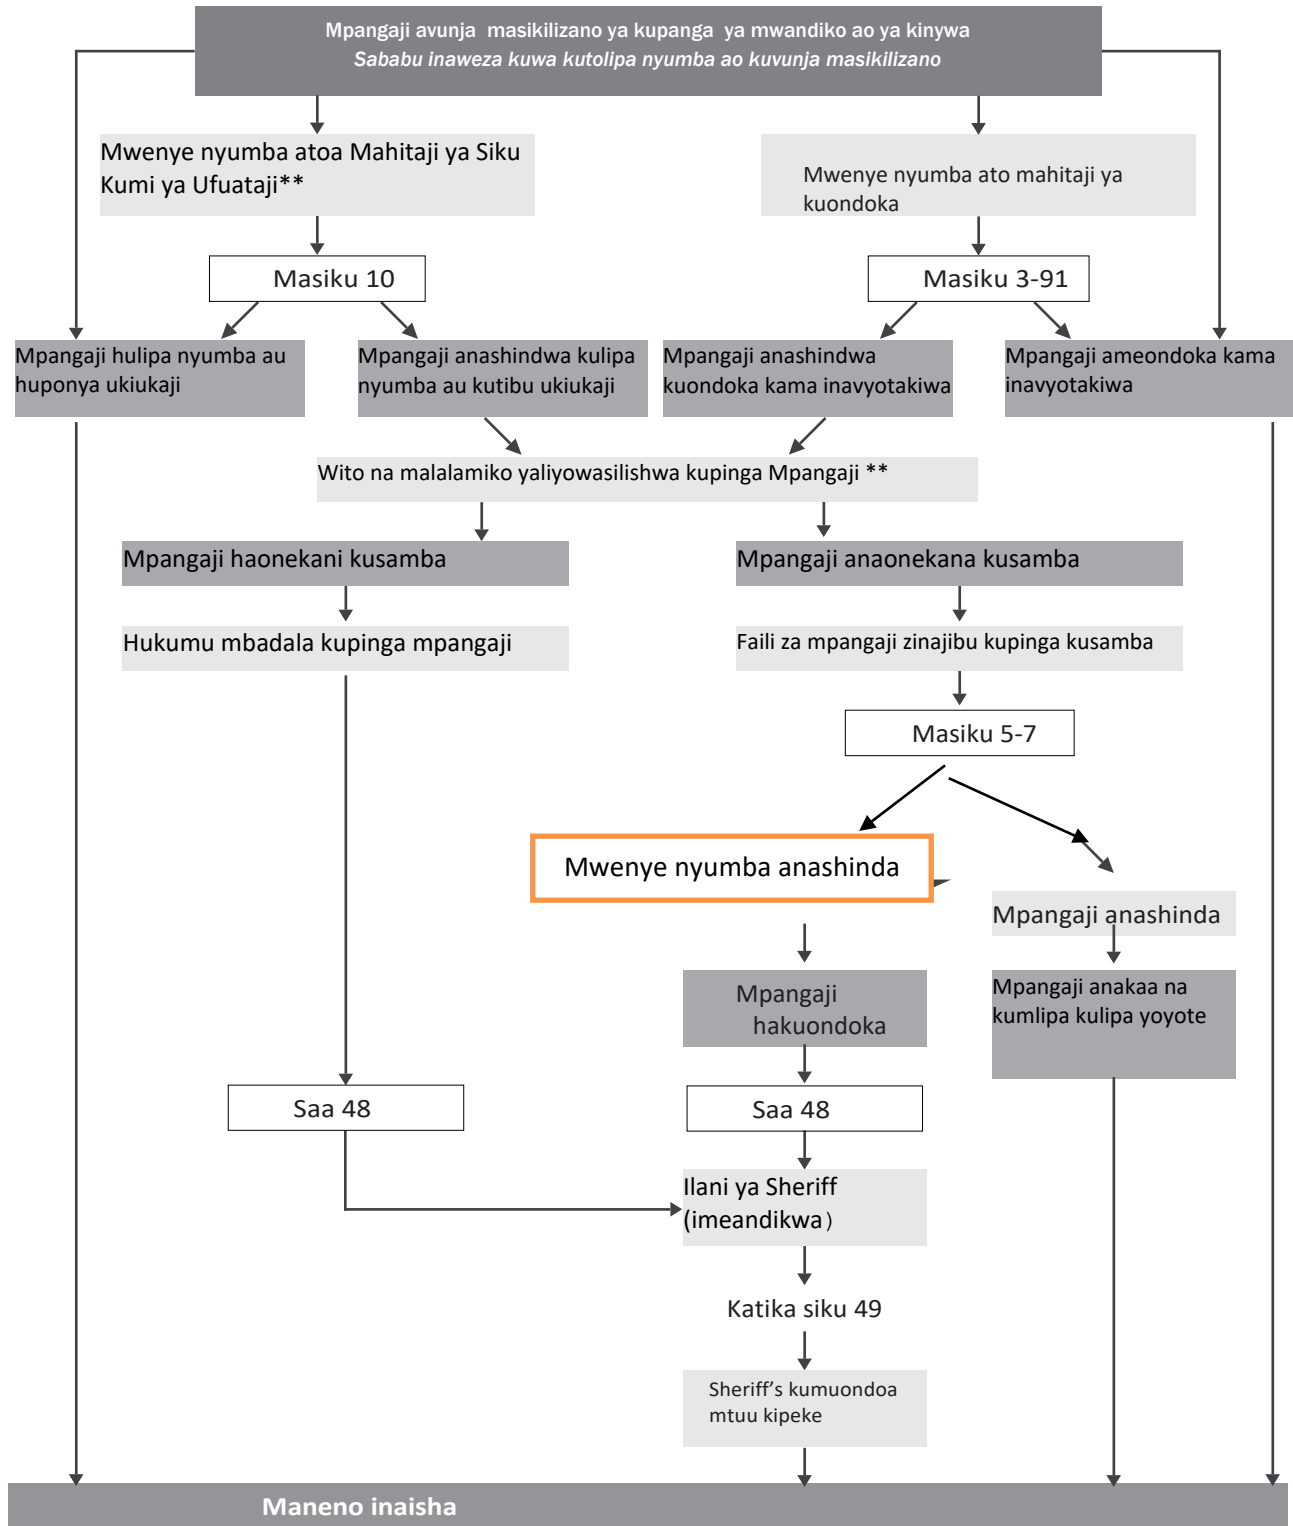 Mpangaji avunja masikilizano ya kupanga ya mwandiko ao ya kinywa
Sababu inaweza kuwa kutolipa nyumba ao kuvunja masikilizano
Mwenye nyumba atoa Mahitaji ya Siku
Kumi ya Ufuataji**
Mwenye nyumba ato mahitaji ya
kuondoka
Masiku 10
Masiku 3-91
Mpangaji hulipa nyumba au
huponya ukiukaji
Mpangaji anashindwa kulipa
nyumba au kutibu ukiukaji
Mpangaji anashindwa
kuondoka kama inavyotakiwa
Mpangaji ameondoka kama
inavyotakiwa
Wito na malalamiko yaliyowasilishwa kupinga Mpangaji **
Mpangaji haonekani kusamba
Mpangaji anaonekana kusamba
Hukumu mbadala kupinga mpangaji
Faili za mpangaji zinajibu kupinga kusamba
Masiku 5-7
Mwenye nyumba anashinda
Mpangaji anashinda
Mpangaji
hakuondoka
Mpangaji anakaa na
kumlipa kulipa yoyote
Saa 48
Saa 48
Ilani ya Sheriff
(imeandikwa)
Katika siku 49
Sheriff's kumuondoa
mtuu kipeke
Maneno inaisha